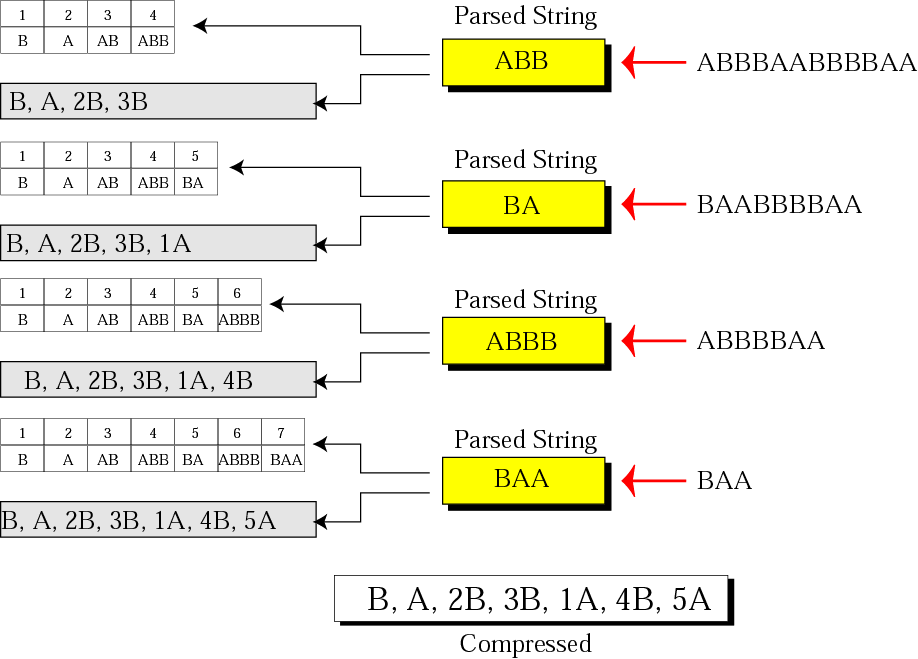 Parsed String
1 2 3 4
B A AB ABB
ABB
ABBBAABBBBAA
B, A, 2B, 3B
Parsed String
1 2 3 4 5
B A AB ABB BA
BA
BAABBBBAA
B, A, 2B, 3B, 1A
Parsed String
1 2 3 4 5 6
B A AB ABB BA ABBB
ABBB
ABBBBAA
B, A, 2B, 3B, 1A, 4B
Parsed String
1 2 3 4 5 6 7
B A AB ABB BA ABBB BAA
BAA
BAA
B, A, 2B, 3B, 1A, 4B, 5A
B, A, 2B, 3B, 1A, 4B, 5A
Compressed